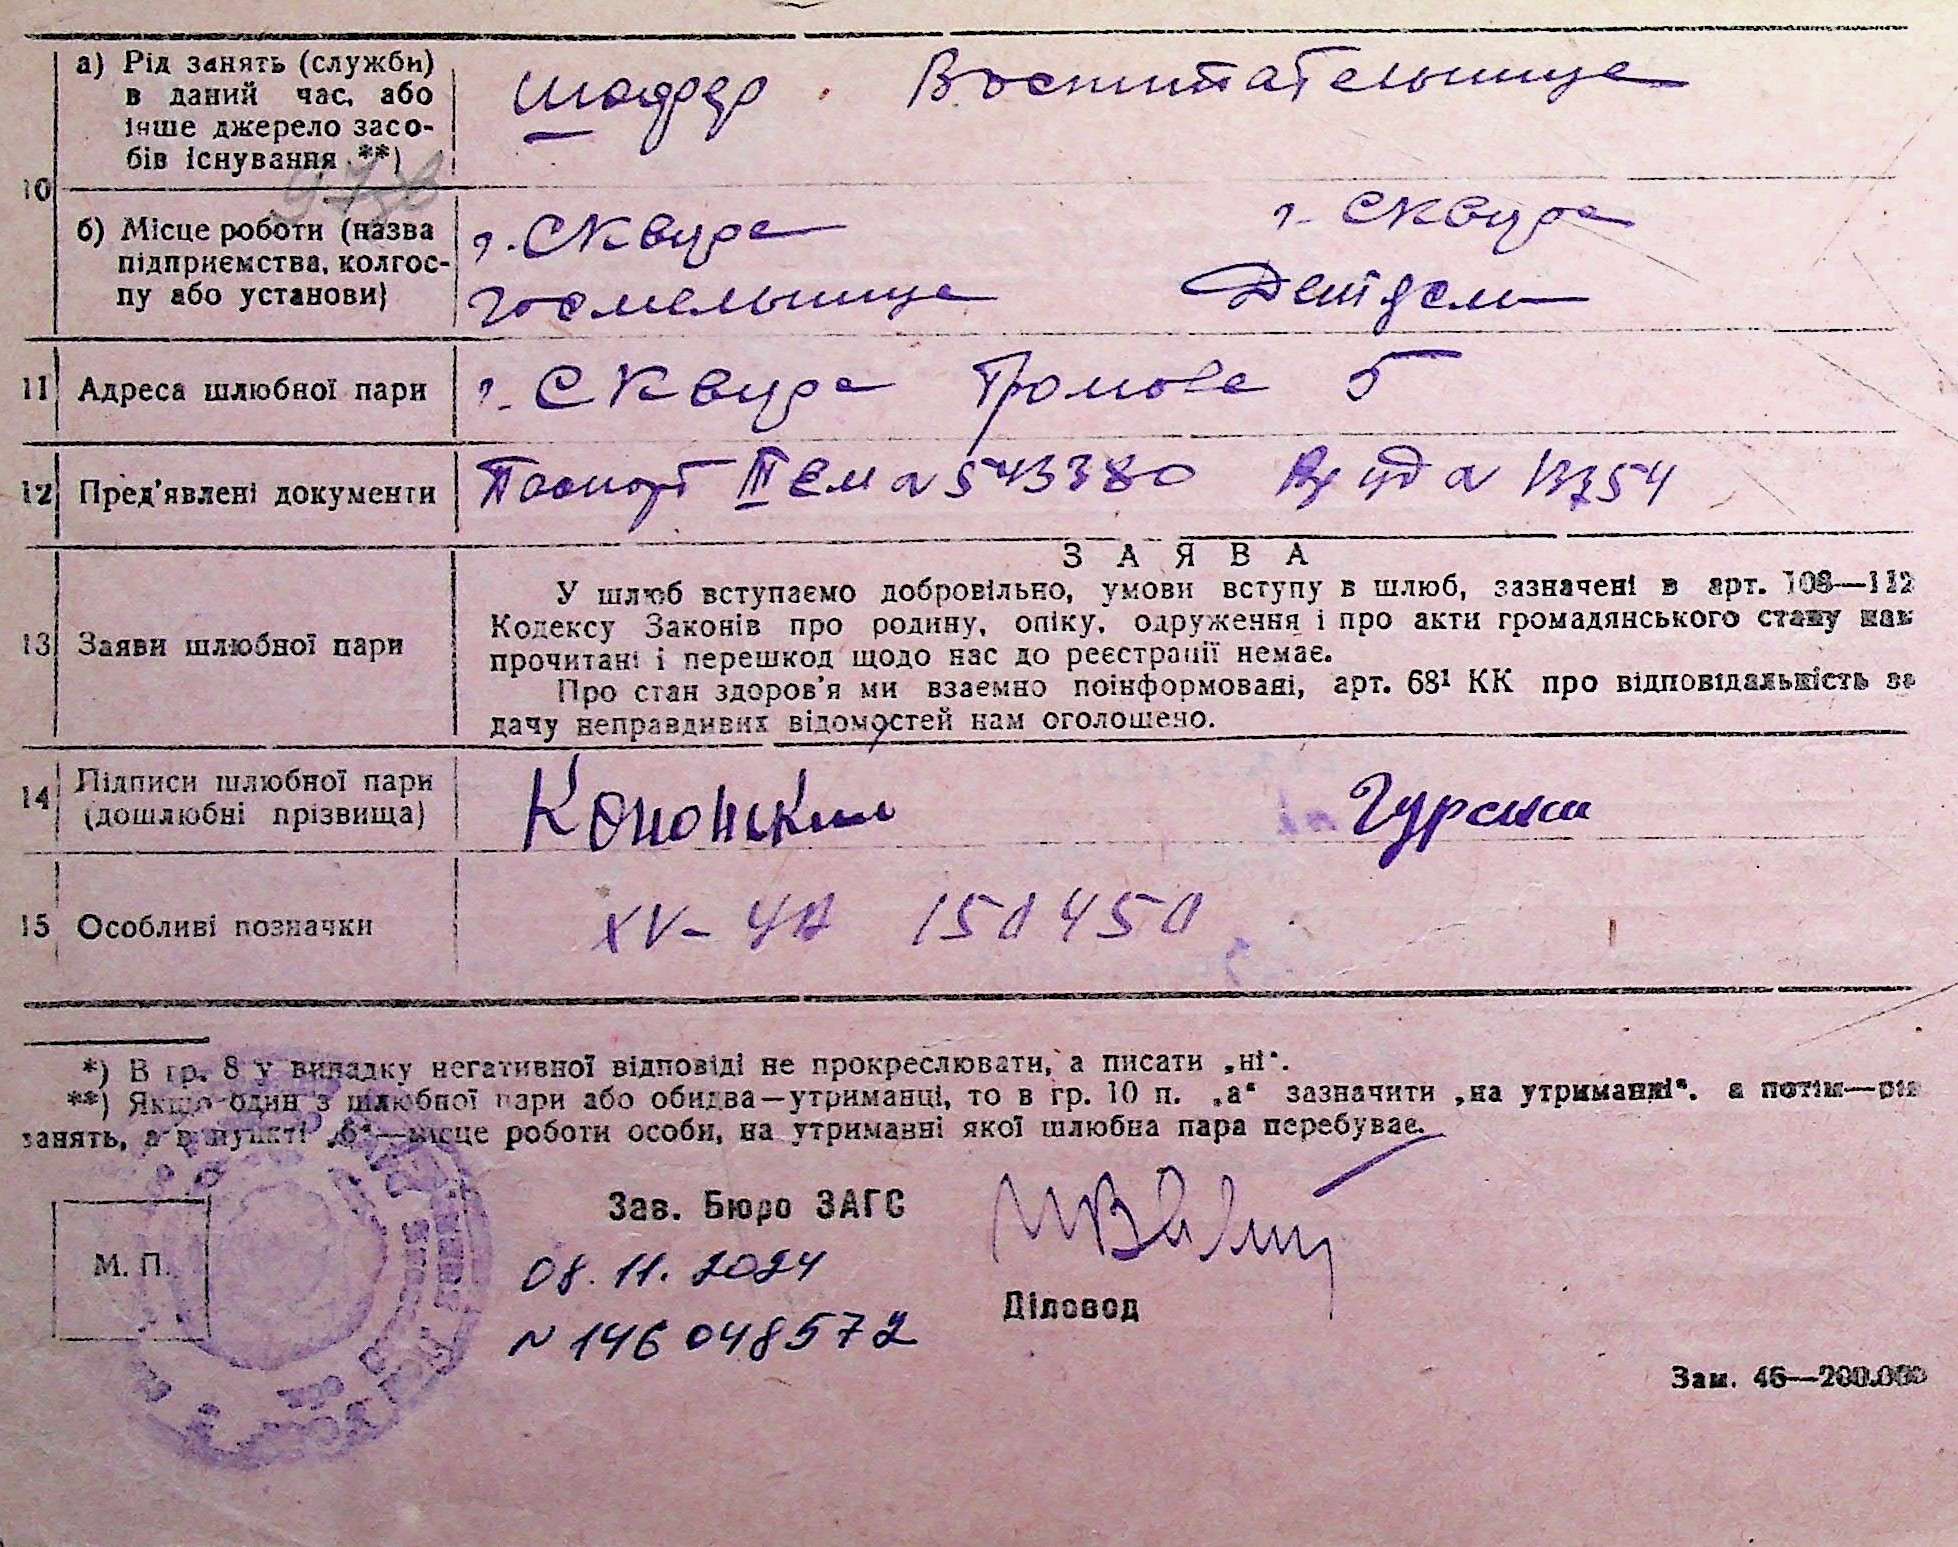 10
а) Рід занять (служби)
в даний час, або
інше джерело засо-
бів існування **)
шофер Воспитательница
б) Місце роботи (назва
підприємства, колгос-
пу або установи)
г. Сквира
Госмельница
г. Сквира
Детдом
11 Адреса шлюбної пари г. Сквира Громова 5
12 Пред'явлені документи Паспорт III ЕМ N 543380 N 13754
13 Заяви шлюбної пари
ЗАЯВА
У шлюб вступаємо добровільно, умови вступу в шлюб, зазначені в арт. 108—112
Кодексу Законів про родину, опіку, одруження і про акти громадянського стану нам
прочитані і перешкод щодо нас до реєстрації немає.
Про стан здоров'я ми взаємно поінформовані, арт. 68¹ КК про відповідальність за
дачу неправдивих відомостей нам оголошено.
14 Підписи шлюбної пари
(дошлюбні прізвища)
15 Особливі позначки XV-
*) В гр. 8 у випадку негативної відповіді не прокреслювати, а писати „ні“.
**) Якщо один з шлюбної пари або обидва—утриманці, то в гр. 10 п. „а“ зазначити „на утриманні“. а потім—рід
занять, а в пункті „б“—місце роботи особи, на утриманні якої шлюбна пара перебуває.
М. П.
Зав. Бюро ЗАГС
08.11.2024
N 146 048572
Діловод
Зам. 46—200.000